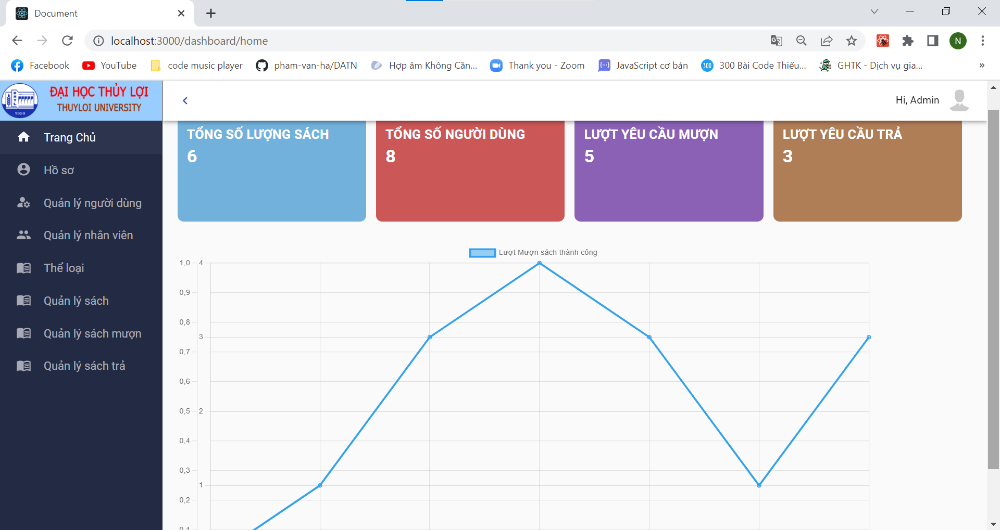 Document
localhost:3000/dashboard/home
N
Facebook
YouTube
code music player
pham-van-ha/DATN
Hợp âm Không Cần...
Thank you - Zoom
JavaScript cơ bản
300
300 Bài Code Thiếu...
GHTK - Dịch vụ gia...
»
ĐẠI HỌC THỦY LỢI
THUYLOI UNIVERSITY
1959
Hi, Admin
Trang Chủ
Hồ sơ
Quản lý người dùng
Quản lý nhân viên
Thể loại
Quản lý sách
Quản lý sách mượn
Quản lý sách trả
TỔNG SỐ LƯỢNG SÁCH
6
TỔNG SỐ NGƯỜI DÙNG
8
LƯỢT YÊU CẦU MƯỢN
5
LƯỢT YÊU CẦU TRẢ
3
Lượt Mượn sách thành công
1,0 4
0,9
0,8
3
0,7
0,6
0,5 2
0,4
0,3
1
0,2
0,1